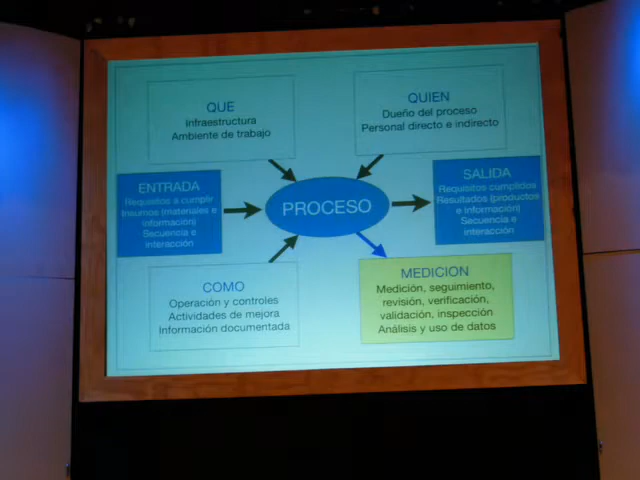 QUE
Infraestructura
Ambiente de trabajo
QUIEN
Dueño del proceso
Personal directo e indirecto
ENTRADA
Requisitos a cumplir
Insumos (materiales e
información)
Secuencia e
interacción
PROCESO
SALIDA
Requisitos cumplidos
Resultados (productos
e información)
Secuencia e
interacción
COMO
Operación y controles
Actividades de mejora
Información documentada
MEDICION
Medición, seguimiento,
revisión, verificación,
validación, inspección
Análisis y uso de datos